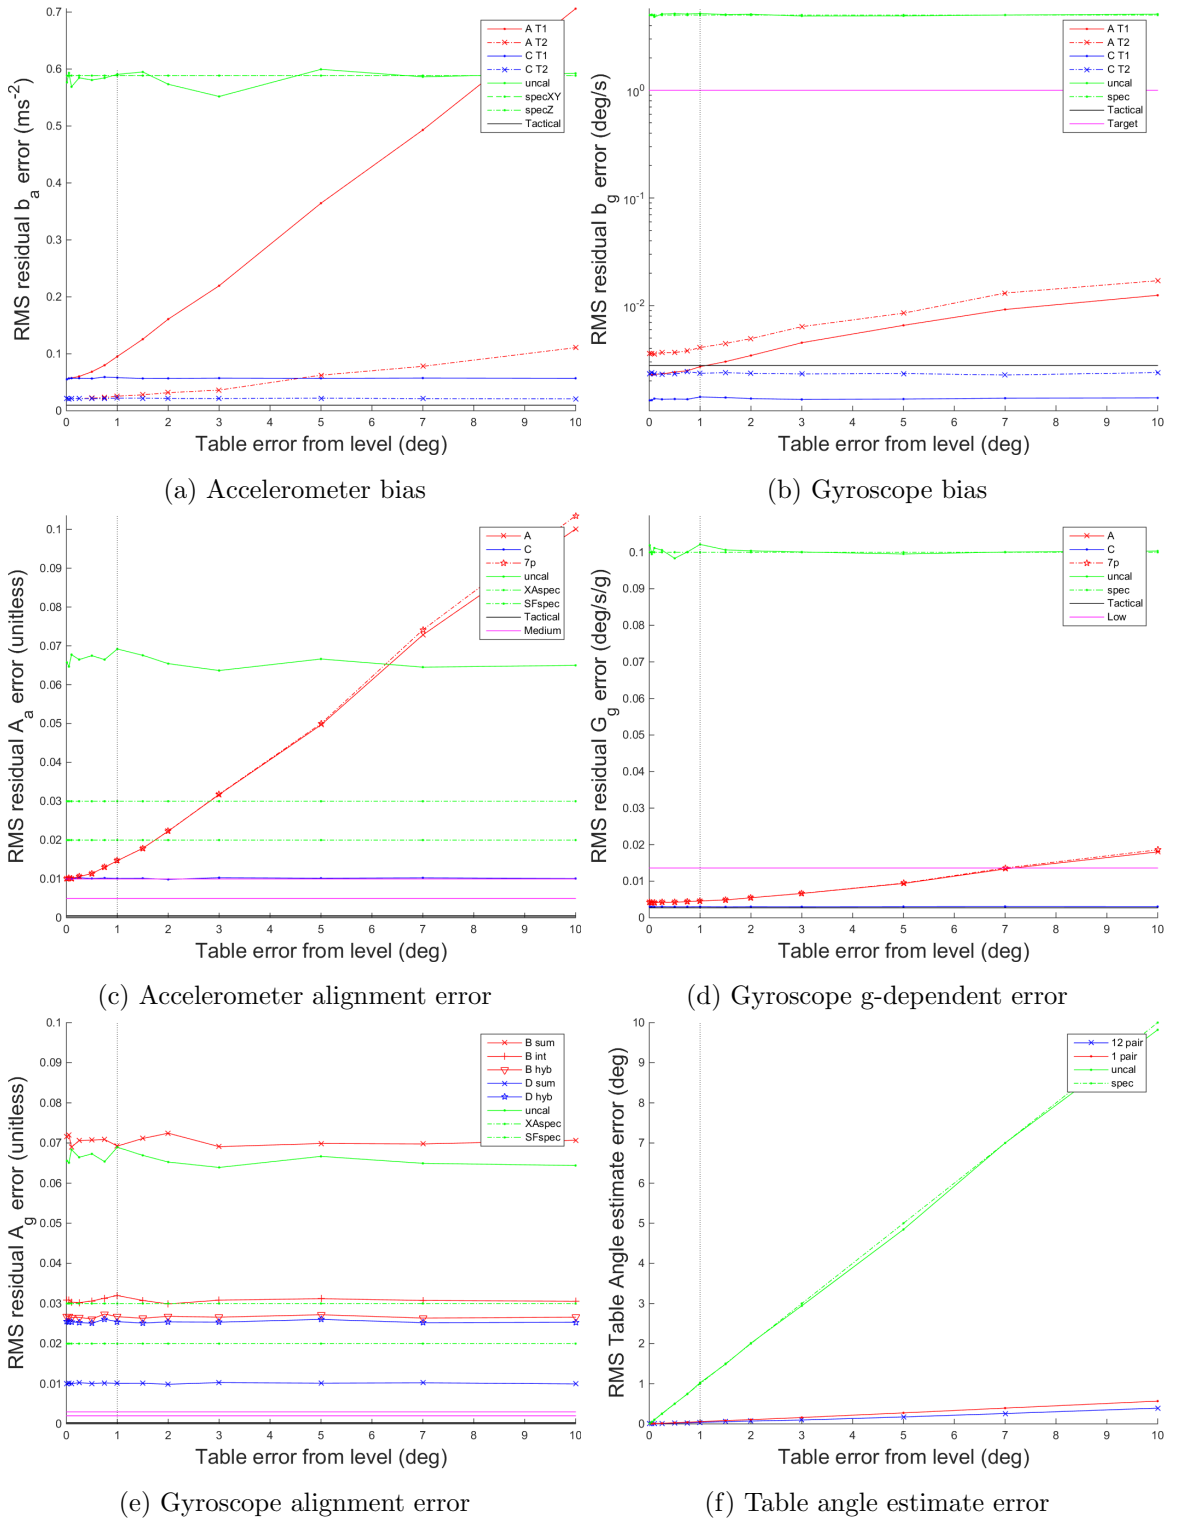 0.7
0.6
0.5
0.4
0.3
0.2
0.1
0
RMS residual b_a error (ms^-2)
A T1
A T2
C T1
C T2
uncal
specXY
specZ
Tactical
0 1 2 3 4 5 6 7 8 9 10
Table error from level (deg)
(a) Accelerometer bias
10^0
10^-1
10^-2
RMS residual b_g error (deg/s)
A T1
A T2
C T1
C T2
uncal
spec
Tactical
Target
0 1 2 3 4 5 6 7 8 9 10
Table error from level (deg)
(b) Gyroscope bias
0.1
0.09
0.08
0.07
0.06
0.05
0.04
0.03
0.02
0.01
0
RMS residual A_a error (unitless)
A
C
7p
uncal
XAspec
SFspec
Tactical
Medium
0 1 2 3 4 5 6 7 8 9 10
Table error from level (deg)
(c) Accelerometer alignment error
0.1
0.09
0.08
0.07
0.06
0.05
0.04
0.03
0.02
0.01
0
RMS residual G_g error (deg/s/g)
A
C
7p
uncal
spec
Tactical
Low
0 1 2 3 4 5 6 7 8 9 10
Table error from level (deg)
(d) Gyroscope g-dependent error
0.1
0.09
0.08
0.07
0.06
0.05
0.04
0.03
0.02
0.01
0
RMS residual A_g error (unitless)
B sum
B int
B hyb
D sum
D hyb
uncal
XAspec
SFspec
0 1 2 3 4 5 6 7 8 9 10
Table error from level (deg)
(e) Gyroscope alignment error
10
9
8
7
6
5
4
3
2
1
0
RMS Table Angle estimate error (deg)
12 pair
1 pair
uncal
spec
0 1 2 3 4 5 6 7 8 9 10
Table error from level (deg)
(f) Table angle estimate error